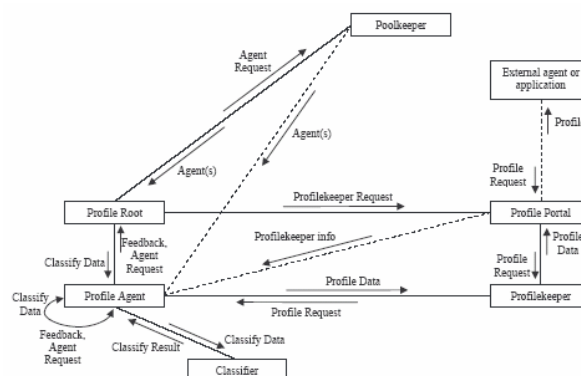 Poolkeeper
Agent
Request
External agent or
application
Agent(s)
Profile
Agent(s)
Profile
Request
Profilekeeper Request
Profile Root
Profile Portal
Feedback,
Agent
Request
Profilekeeper info
Profile
Data
Classify Data
Profile
Request
Profile Data
Classify
Data
Profile Agent
Profilekeeper
Profile Request
Feedback,
Agent
Request
Classify Data
Classify Result
Classifier